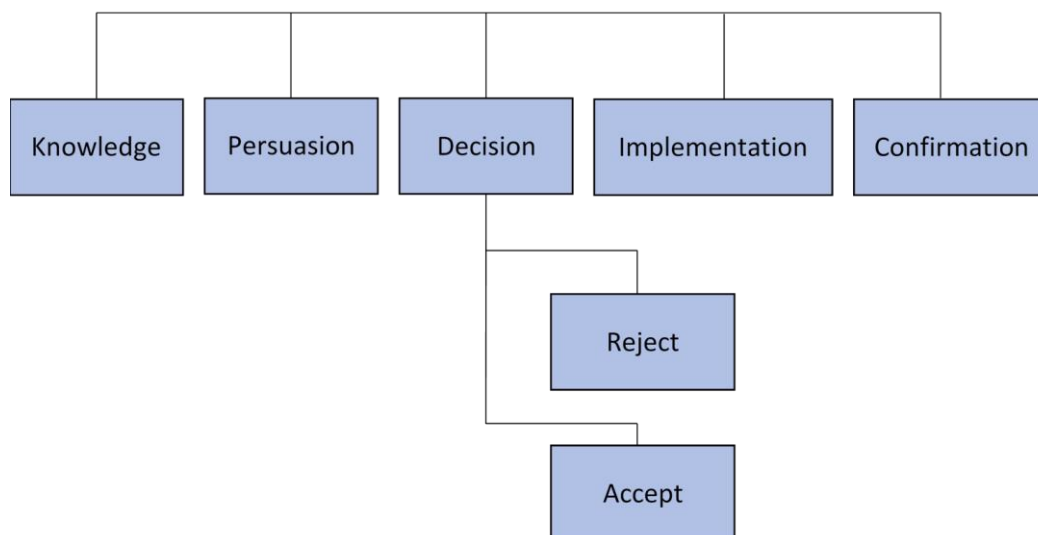 Knowledge
Persuasion
Decision
Implementation
Confirmation
Reject
Accept